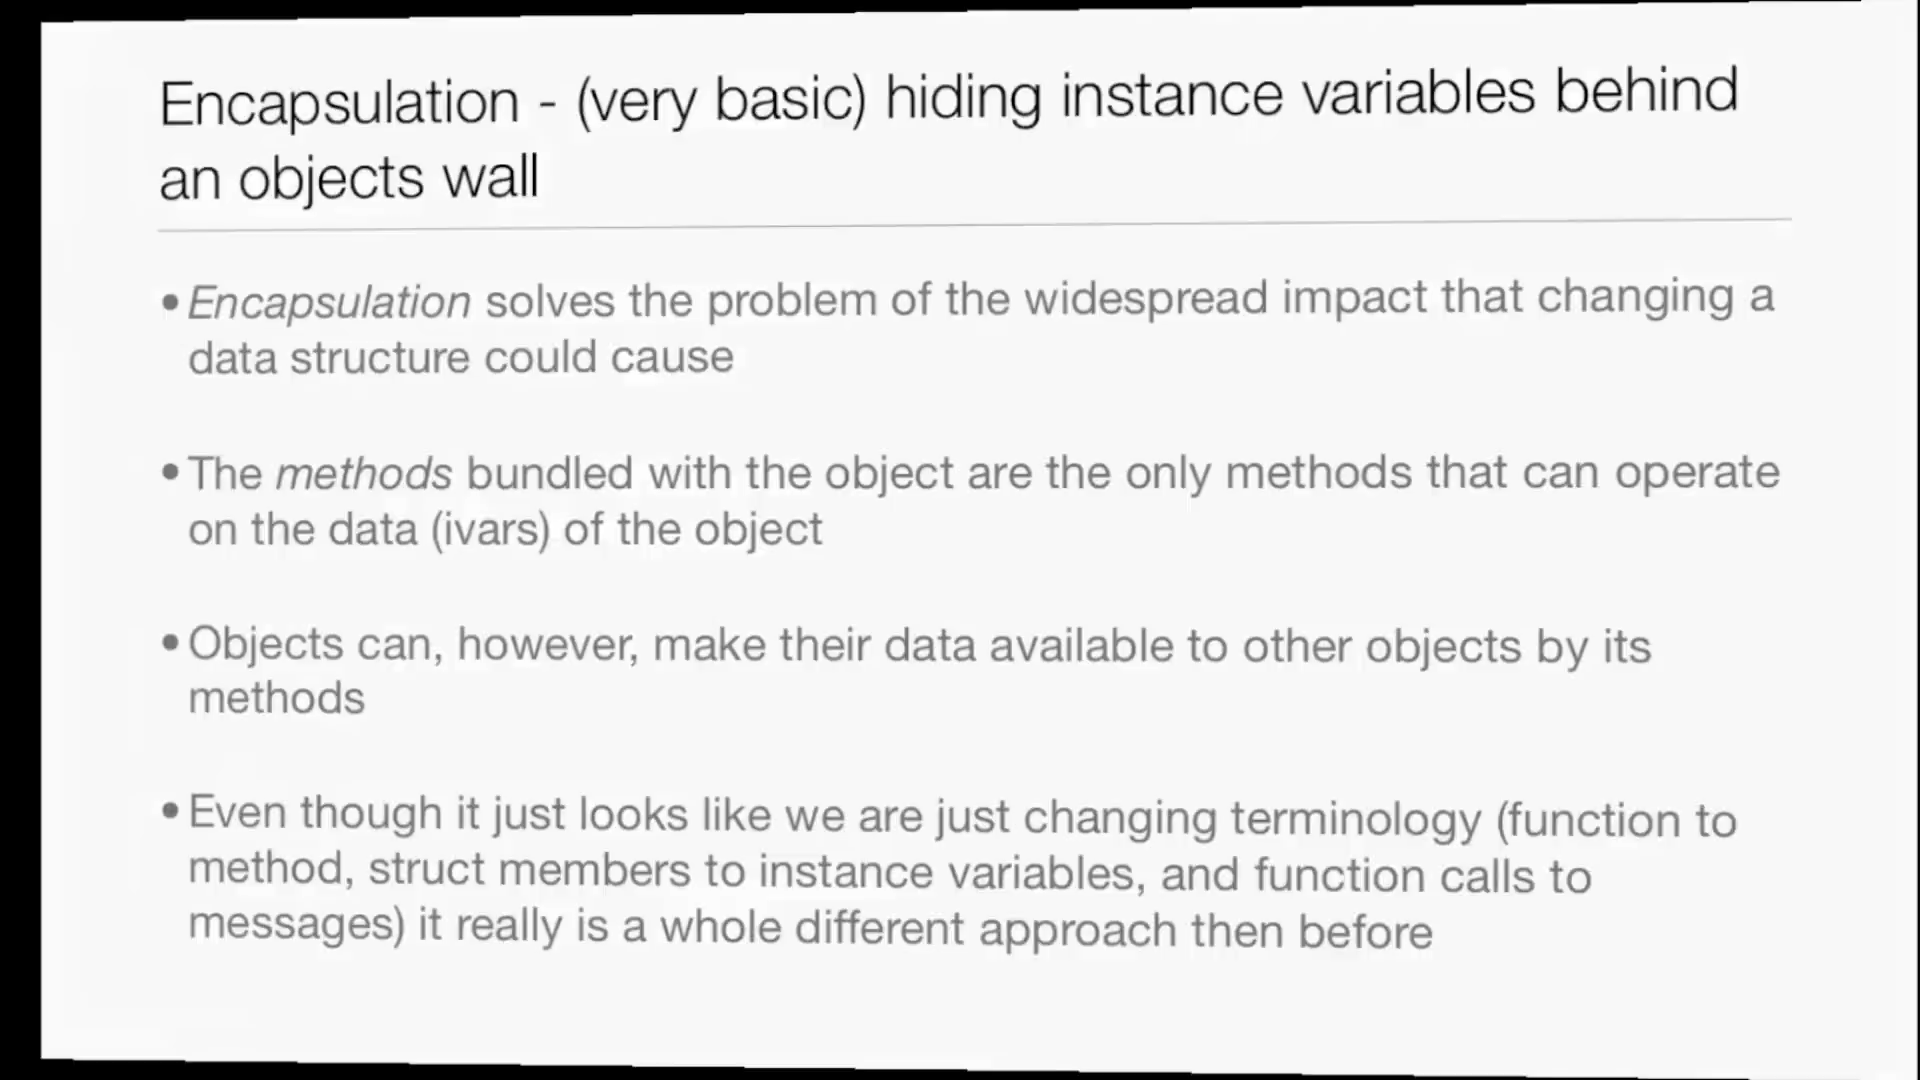 Encapsulation - (very basic) hiding instance variables behind
an objects wall
•Encapsulation solves the problem of the widespread impact that changing a
data structure could cause
•The methods bundled with the object are the only methods that can operate
on the data (ivars) of the object
•Objects can, however, make their data available to other objects by its
methods
•Even though it just looks like we are just changing terminology (function to
method, struct members to instance variables, and function calls to
messages) it really is a whole different approach then before